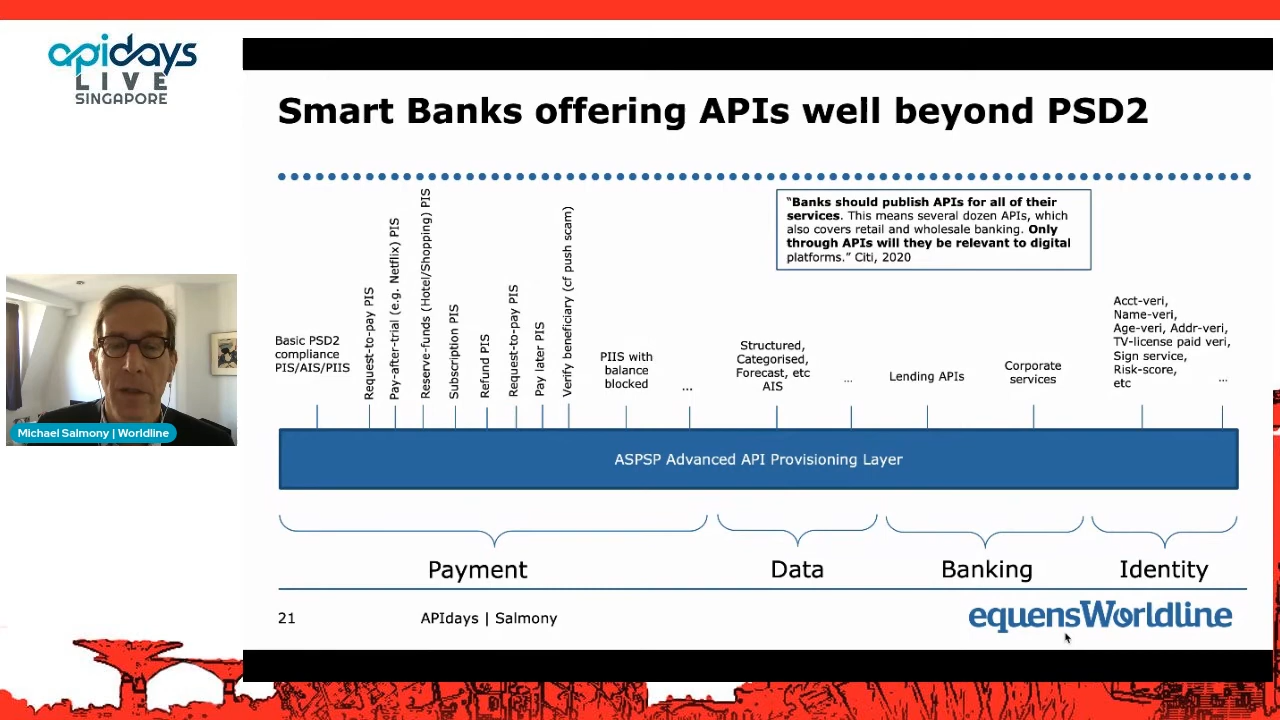 apidays
LIVE
SINGAPORE
Smart Banks offering APIs well beyond PSD2
"Banks should publish APIs for all of their
services. This means several dozen APIs, which
also covers retail and wholesale banking. Only
through APIs will they be relevant to digital
platforms." Citi, 2020
Basic PSD2
compliance
PIS/AIS/PIIS
Request-to-pay PIS
Pay-after-trial (e.g. Netflix) PIS
Reserve-funds (Hotel/Shopping) PIS
Subscription PIS
Refund PIS
Request-to-pay PIS
Pay later PIS
Verify beneficiary (cf push scam)
PIIS with
balance
blocked
...
Structured,
Categorised,
Forecast, etc
AIS
...
Lending APIs
Corporate
services
Acct-veri,
Name-veri,
Age-veri, Addr-veri,
TV-license paid veri,
Sign service,
Risk-score,
etc
...
ASPSP Advanced API Provisioning Layer
Payment
Data
Banking
Identity
21
APIdays | Salmony
equensWorldline
Michael Salmony | Worldline